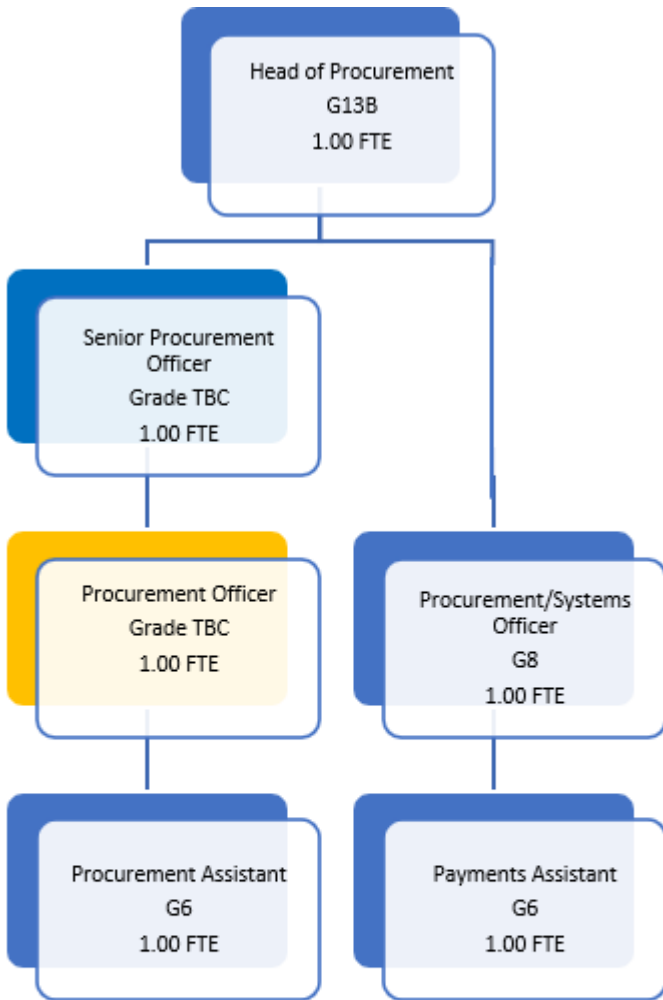 Head of Procurement
G13B
1.00 FTE
Senior Procurement
Officer
Grade TBC
1.00 FTE
Procurement Officer
Grade TBC
1.00 FTE
Procurement/Systems
Officer
G8
1.00 FTE
Procurement Assistant
G6
1.00 FTE
Payments Assistant
G6
1.00 FTE